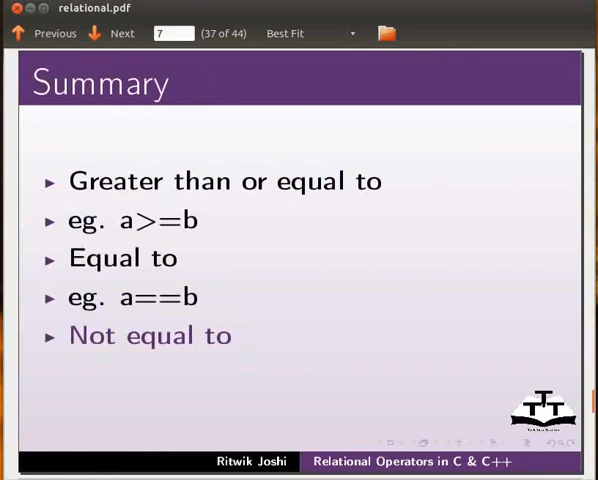 relational.pdf
Previous Next 7 (37 of 44) Best Fit
Summary
Greater than or equal to
eg. a>=b
Equal to
eg. a==b
Not equal to
TTT
Ritwik Joshi Relational Operators in C & C++